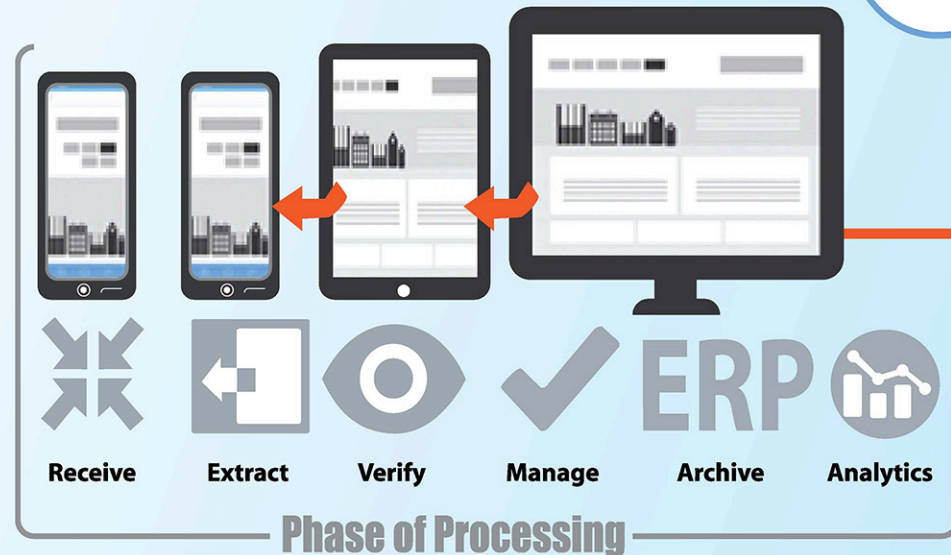 ERP
Receive Extract Verify Manage Archive Analytics
Phase of Processing